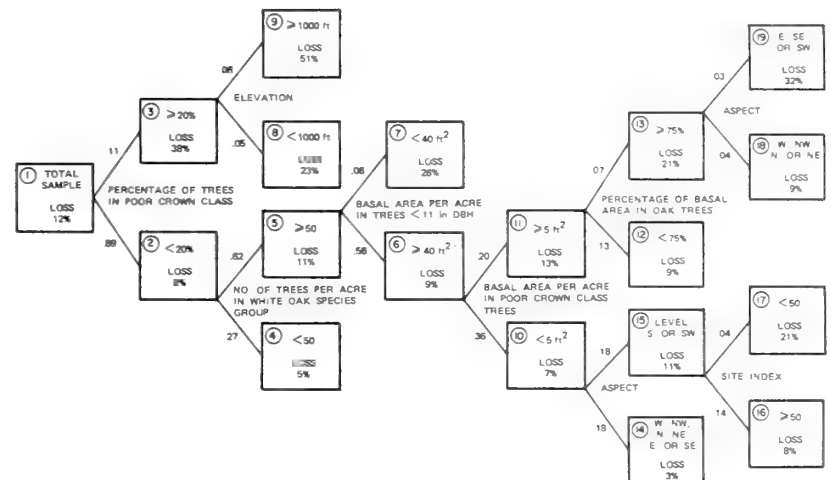 ① TOTAL
SAMPLE
LOSS
12%
.11
.89
PERCENTAGE OF TREES
IN POOR CROWN CLASS
③ ≥20%
LOSS
38%
② <20%
LOSS
8%
.06
.05
ELEVATION
⑨ ≥1000 ft
LOSS
51%
⑧ <1000 ft
23%
.62
.27
NO OF TREES PER ACRE
IN WHITE OAK SPECIES
GROUP
⑤ ≥50
LOSS
11%
④ <50
5%
.06
.56
BASAL AREA PER ACRE
IN TREES <11 in DBH
⑦ <40 ft²
LOSS
26%
⑥ ≥40 ft²
LOSS
9%
.20
.36
BASAL AREA PER ACRE
IN POOR CROWN CLASS
TREES
⑪ ≥5 ft²
LOSS
13%
⑩ <5 ft²
LOSS
7%
07
.13
PERCENTAGE OF BASAL
AREA IN OAK TREES
⑬ ≥75%
LOSS
21%
⑫ <75%
LOSS
9%
03
04
ASPECT
⑲ E SE
OR SW
LOSS
32%
⑱ W NW
N OR NE
LOSS
9%
18
18
ASPECT
⑮ LEVEL
S OR SW
LOSS
11%
⑭ W NW,
N NE
E OR SE
LOSS
3%
04
14
SITE INDEX
⑰ <50
LOSS
21%
⑯ ≥50
LOSS
8%